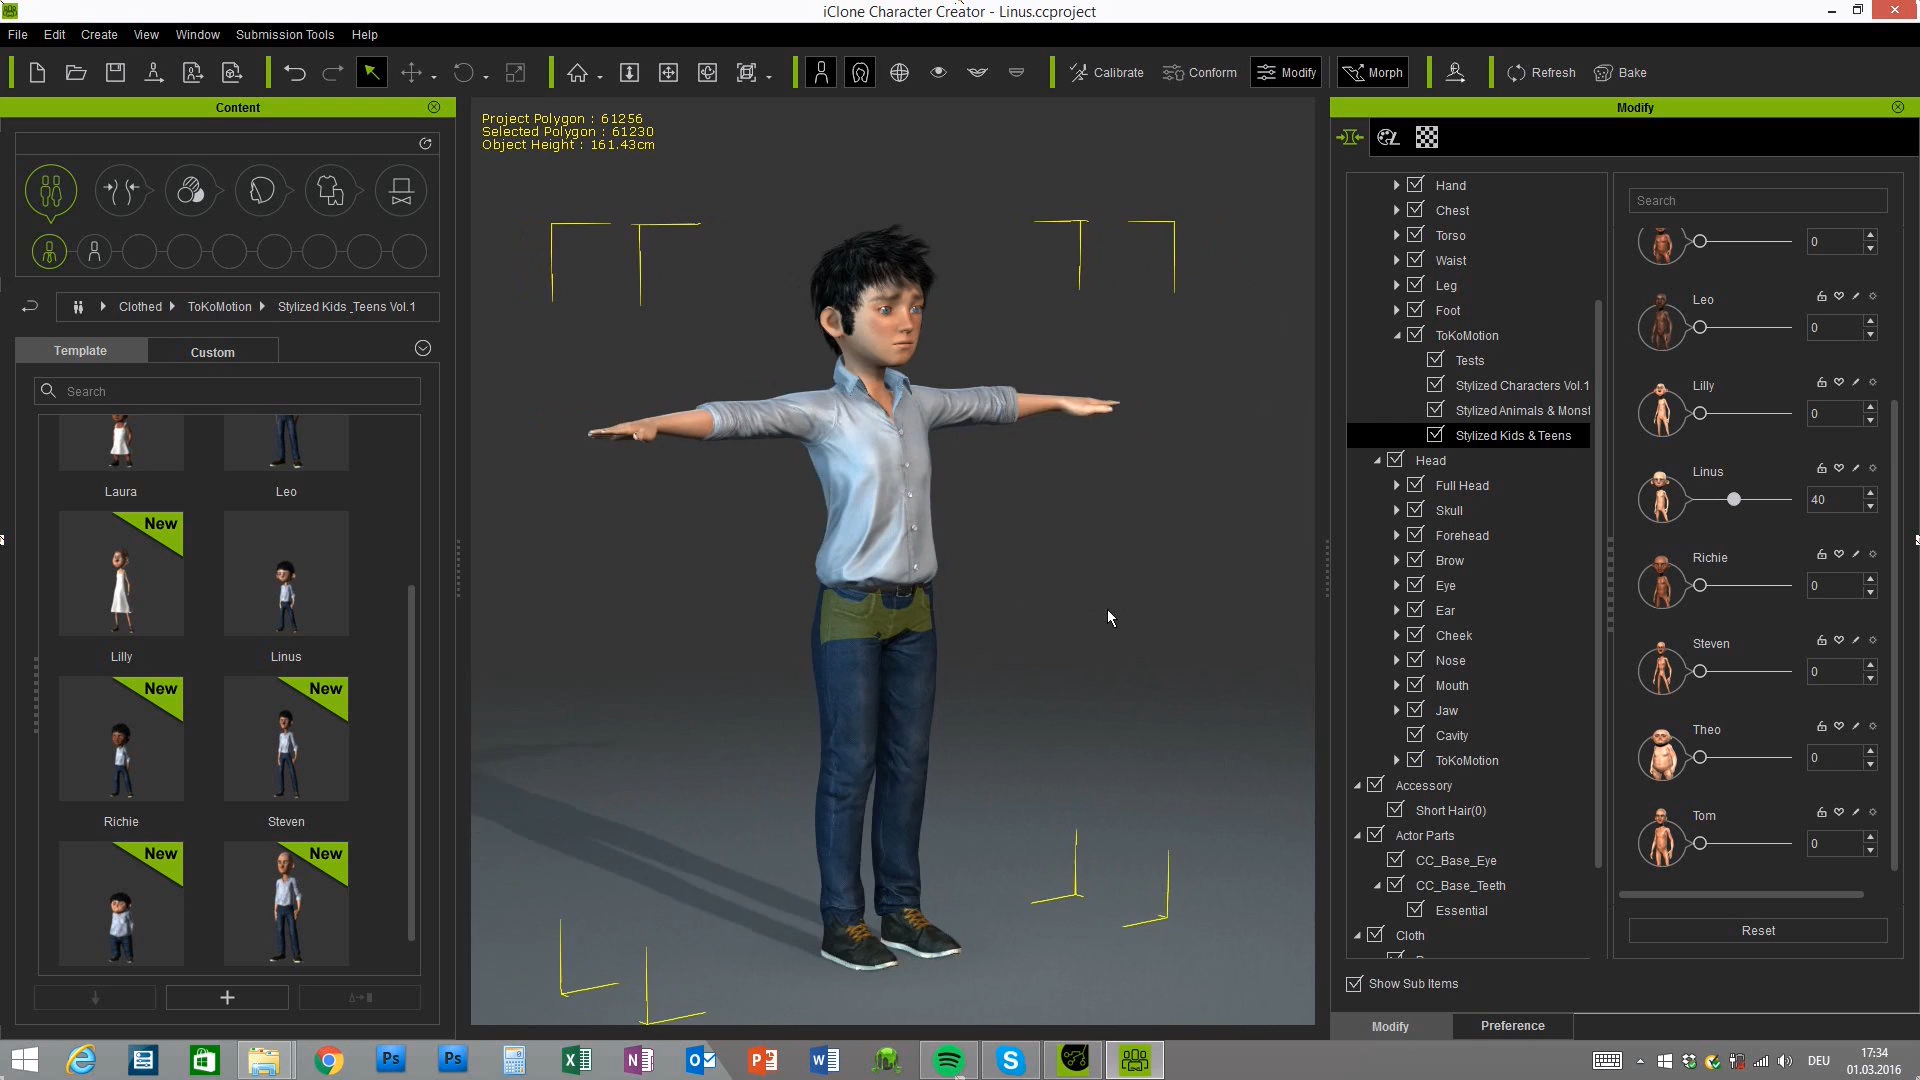 iClone Character Creator - Linus.ccproject
File Edit Create View Window Submission Tools Help
Calibrate Conform Modify Morph Refresh Bake
Content
Clothed ToKoMotion Stylized Kids_Teens Vol.1
Template Custom
Search
Laura Leo
New
Lilly Linus
New New
Richie Steven
New New
Project Polygon : 61256
Selected Polygon : 61230
Object Height : 161.43cm
Modify
Hand
Chest
Torso
Waist
Leg
Foot
ToKoMotion
Tests
Stylized Characters Vol.1
Stylized Animals & Monst
Stylized Kids & Teens
Head
Full Head
Skull
Forehead
Brow
Eye
Ear
Cheek
Nose
Mouth
Jaw
Cavity
ToKoMotion
Accessory
Short Hair(0)
Actor Parts
CC_Base_Eye
CC_Base_Teeth
Essential
Cloth
Show Sub Items
Search
0
Leo
0
Lilly
0
Linus
40
Richie
0
Steven
0
Theo
0
Tom
0
Reset
Modify Preference
Ps Ps
DEU
17:34
01.03.2016